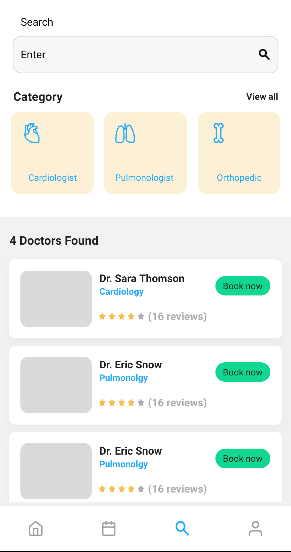 Search
Enter
Category View all
Cardiologist Pulmonologist Orthopedic
4 Doctors Found
Dr. Sara Thomson
Cardiology
Book now
(16 reviews)
Dr. Eric Snow
Pulmonolgy
Book now
(16 reviews)
Dr. Eric Snow
Pulmonolgy
Book now
(16 reviews)